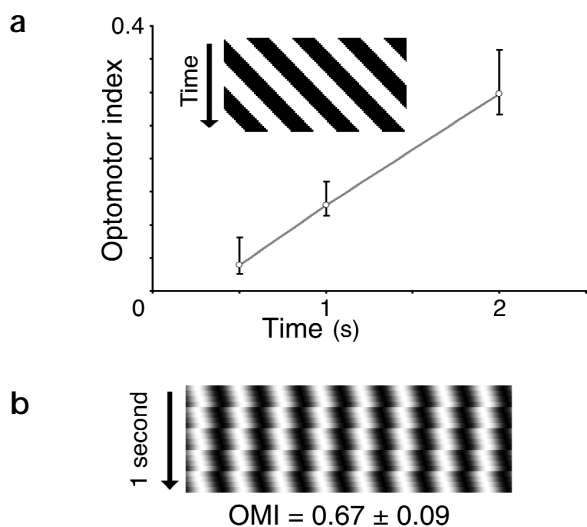 a
0.4
Optomotor index
Time
0
1
2
Time (s)
b
1 second
OMI = 0.67 ± 0.09